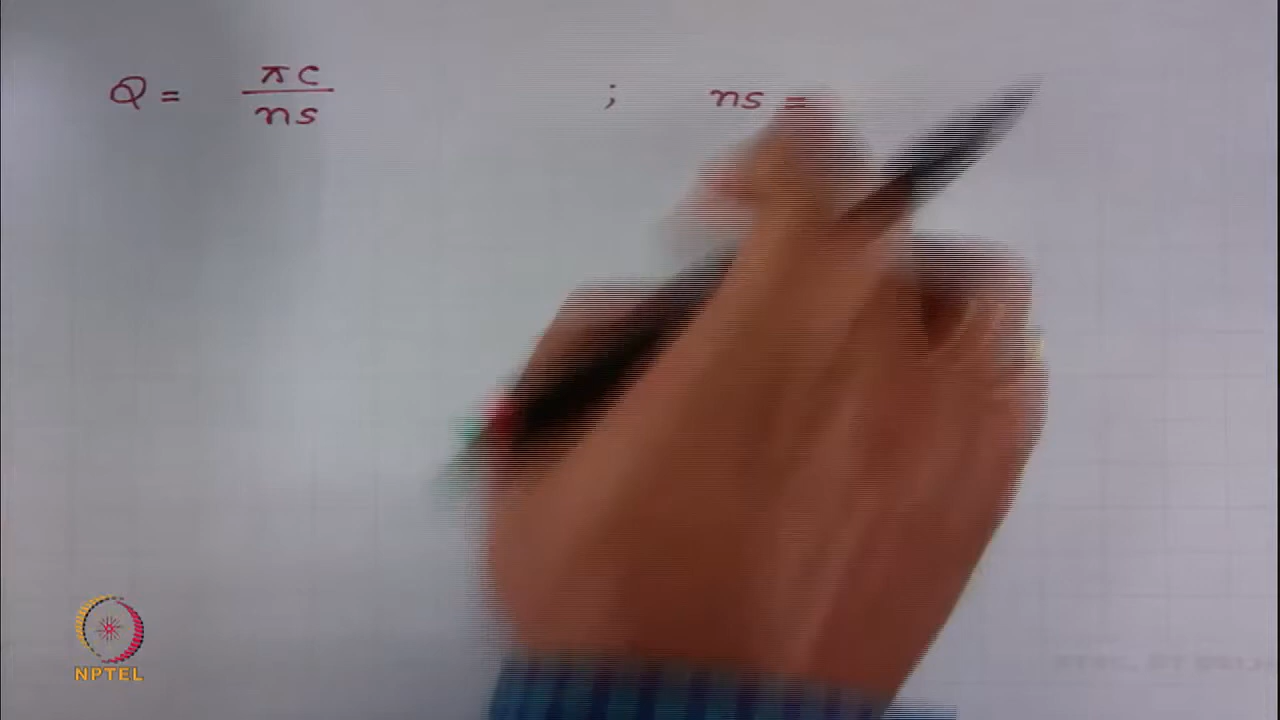 Q = πc / ns ; ns =
NPTEL